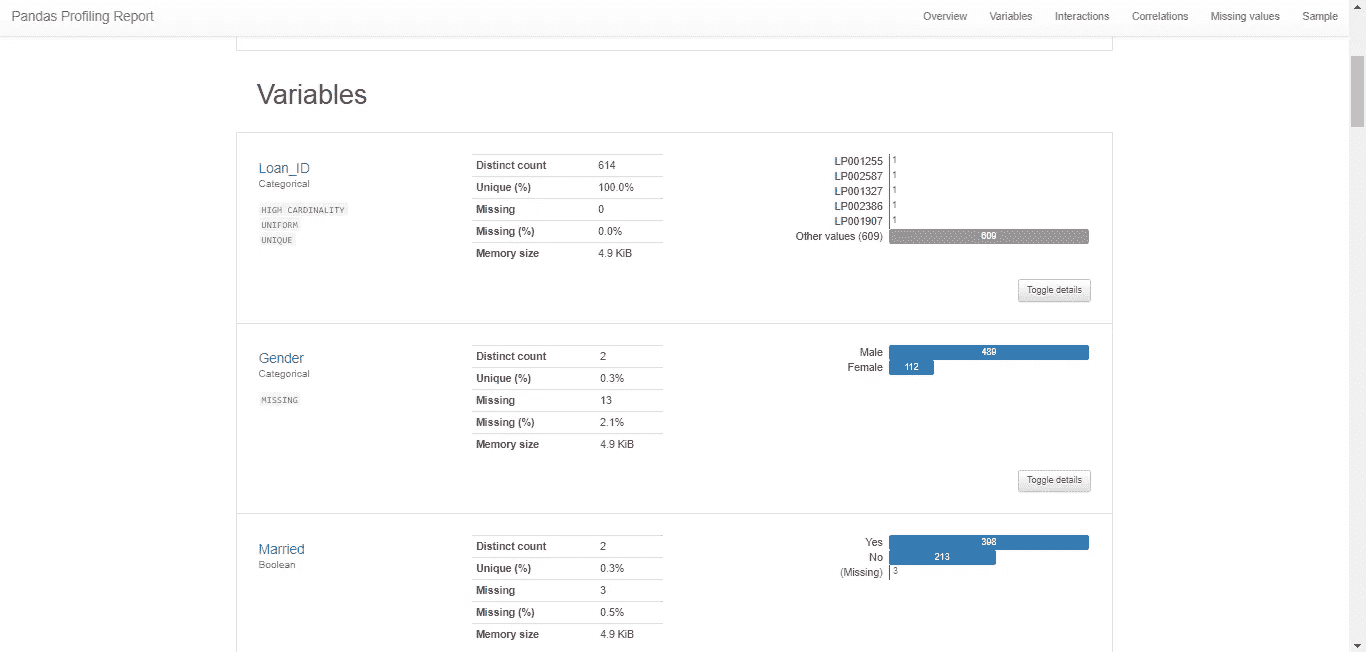 Pandas Profiling Report Overview Variables Interactions Correlations Missing values Sample
Variables
Loan_ID
Categorical
HIGH CARDINALITY
UNIFORM
UNIQUE
Distinct count 614
Unique (%) 100.0%
Missing 0
Missing (%) 0.0%
Memory size 4.9 KiB
LP001255 1
LP002587 1
LP001327 1
LP002386 1
LP001907 1
Other values (609) 609
Toggle details
Gender
Categorical
MISSING
Distinct count 2
Unique (%) 0.3%
Missing 13
Missing (%) 2.1%
Memory size 4.9 KiB
Male 489
Female 112
Toggle details
Married
Boolean
Distinct count 2
Unique (%) 0.3%
Missing 3
Missing (%) 0.5%
Memory size 4.9 KiB
Yes 398
No 213
(Missing) 3